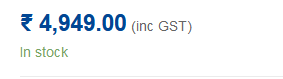 ₹ 4,949.00 (inc GST)
In stock